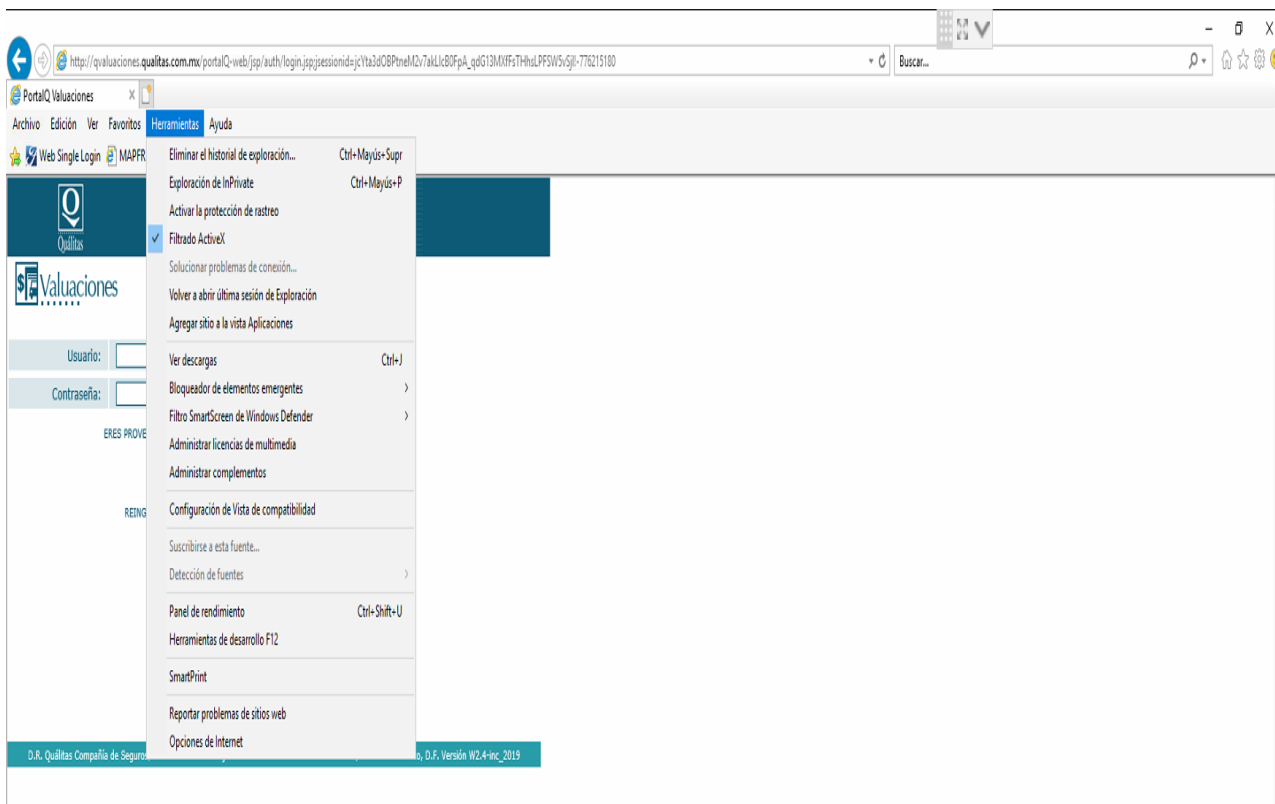 http://qvaluaciones.qualitas.com.mx/portalQ-web/jsp/auth/login.jsp;jsessionid=jcYta3dOBPtneM2v7akLlcB0FpA_qdG13MXfFsTHhsLPFSW5vSjl!-776215180
Buscar...
PortalQ Valuaciones
Archivo Edición Ver Favoritos Herramientas Ayuda
Web Single Login MAPFR
Eliminar el historial de exploración... Ctrl+Mayús+Supr
Exploración de InPrivate Ctrl+Mayús+P
Activar la protección de rastreo
Filtrado ActiveX
Solucionar problemas de conexión...
Volver a abrir última sesión de Exploración
Agregar sitio a la vista Aplicaciones
Ver descargas Ctrl+J
Bloqueador de elementos emergentes
Filtro SmartScreen de Windows Defender
Administrar licencias de multimedia
Administrar complementos
Configuración de Vista de compatibilidad
Suscribirse a esta fuente...
Detección de fuentes
Panel de rendimiento Ctrl+Shift+U
Herramientas de desarrollo F12
SmartPrint
Reportar problemas de sitios web
Opciones de Internet
Q
Quálitas
Valuaciones
Usuario:
Contraseña:
ERES PROVE
REING
D.R. Quálitas Compañía de Seguros o, D.F. Versión W2.4-inc_2019